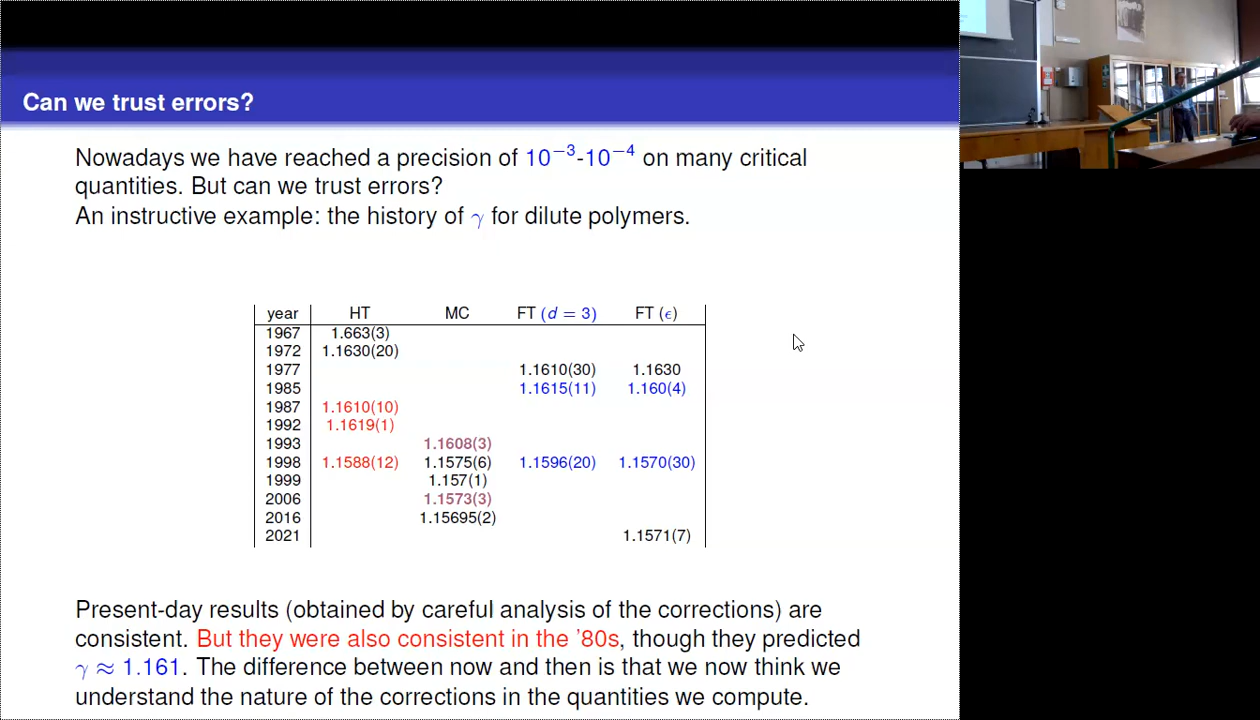 Can we trust errors?
Nowadays we have reached a precision of 10⁻³-10⁻⁴ on many critical
quantities. But can we trust errors?
An instructive example: the history of γ for dilute polymers.
year HT MC FT (d = 3) FT (ϵ)
1967 1.663(3)
1972 1.1630(20)
1977 1.1610(30) 1.1630
1985 1.1615(11) 1.160(4)
1987 1.1610(10)
1992 1.1619(1)
1993 1.1608(3)
1998 1.1588(12) 1.1575(6) 1.1596(20) 1.1570(30)
1999 1.157(1)
2006 1.1573(3)
2016 1.15695(2)
2021 1.1571(7)
Present-day results (obtained by careful analysis of the corrections) are
consistent. But they were also consistent in the '80s, though they predicted
γ ≈ 1.161. The difference between now and then is that we now think we
understand the nature of the corrections in the quantities we compute.